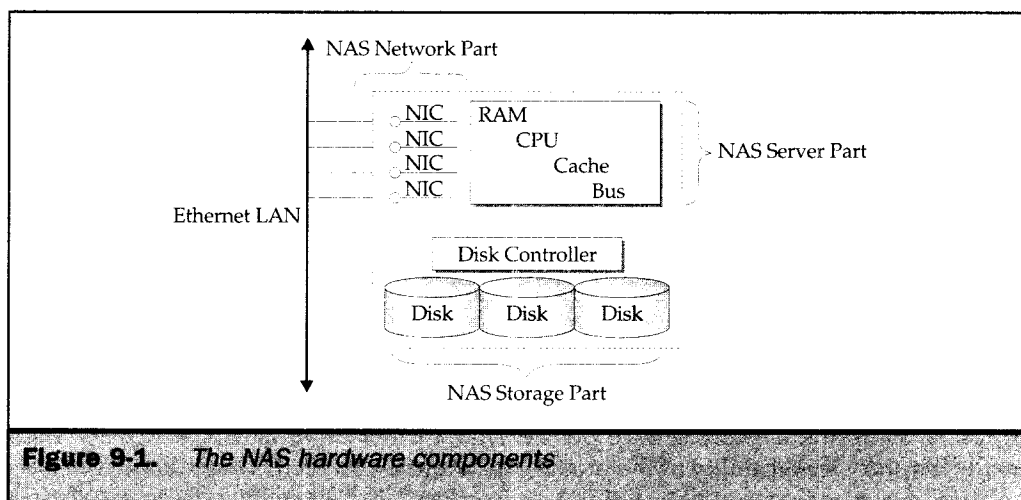 NAS Network Part
NIC
NIC
NIC
NIC
RAM
CPU
Cache
Bus
NAS Server Part
Ethernet LAN
Disk Controller
Disk
Disk
Disk
NAS Storage Part
Figure 9-1. The NAS hardware components